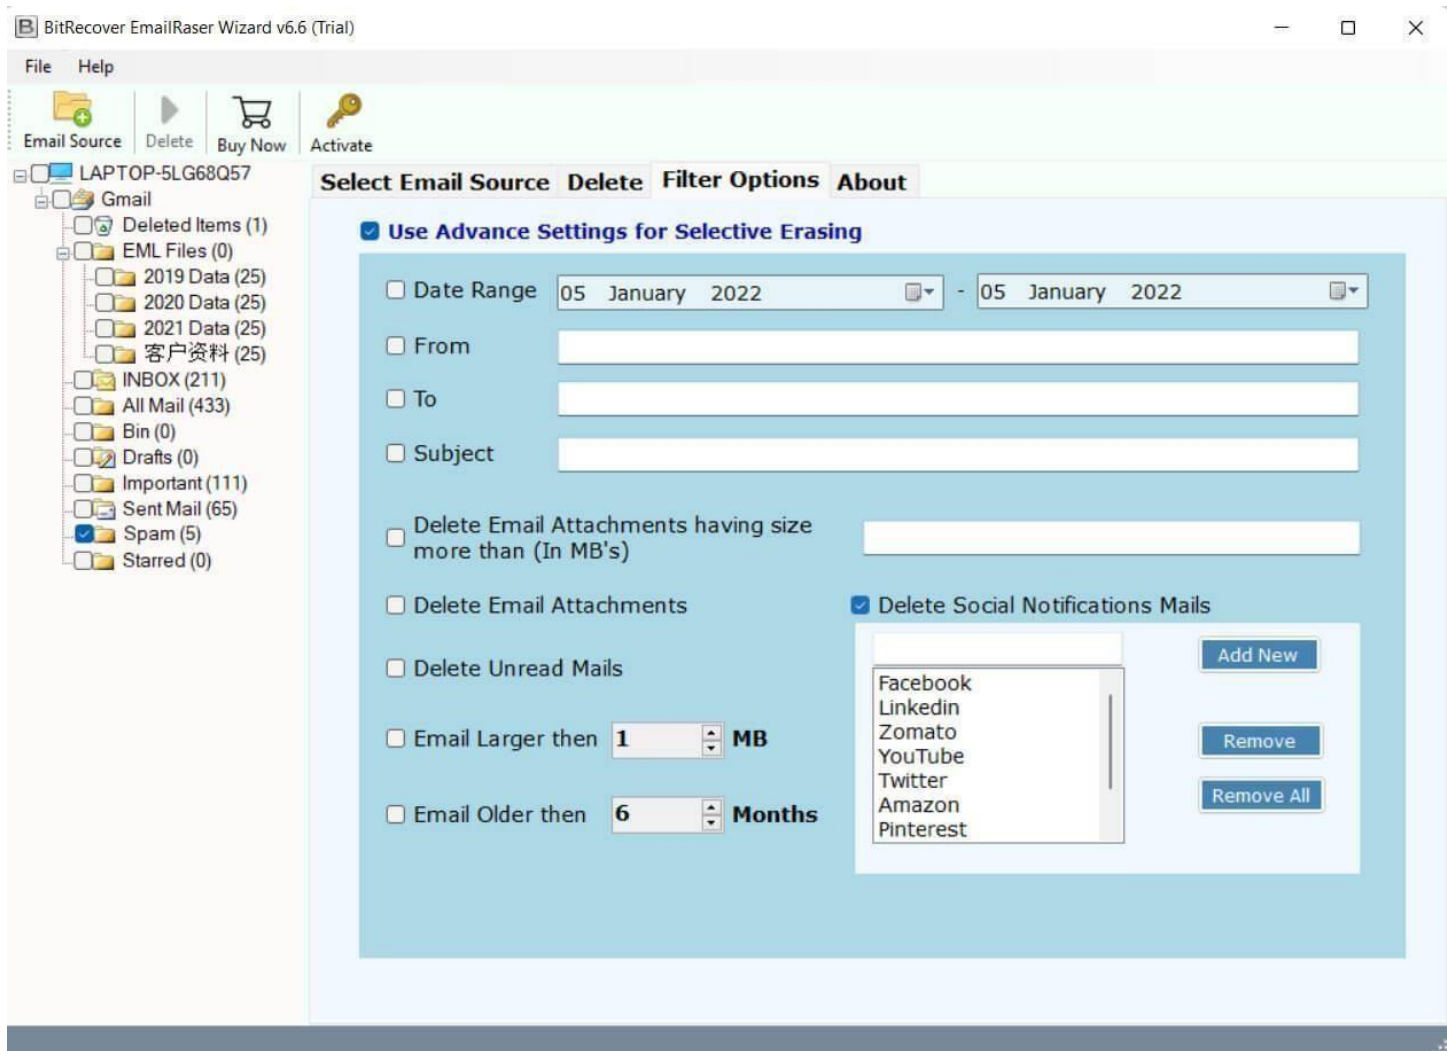 BitRecover EmailRaser Wizard v6.6 (Trial)
File Help
Email Source Delete Buy Now Activate
LAPTOP-5LG68Q57
Gmail
Deleted Items (1)
EML Files (0)
2019 Data (25)
2020 Data (25)
2021 Data (25)
客户资料 (25)
INBOX (211)
All Mail (433)
Bin (0)
Drafts (0)
Important (111)
Sent Mail (65)
Spam (5)
Starred (0)
Select Email Source Delete Filter Options About
Use Advance Settings for Selective Erasing
Date Range 05 January 2022 - 05 January 2022
From
To
Subject
Delete Email Attachments having size
more than (In MB's)
Delete Email Attachments
Delete Unread Mails
Email Larger then 1 MB
Email Older then 6 Months
Delete Social Notifications Mails
Facebook
Linkedin
Zomato
YouTube
Twitter
Amazon
Pinterest
Add New
Remove
Remove All